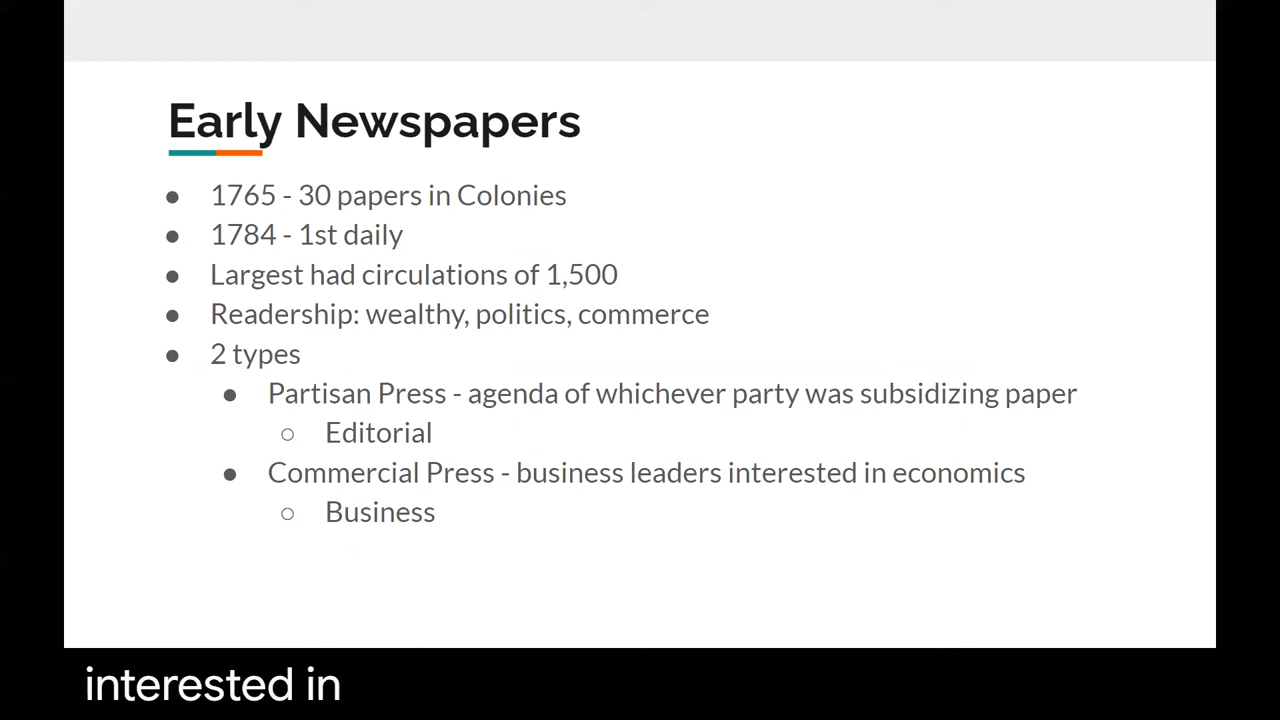 Early Newspapers
● 1765 - 30 papers in Colonies
● 1784 - 1st daily
● Largest had circulations of 1,500
● Readership: wealthy, politics, commerce
● 2 types
● Partisan Press - agenda of whichever party was subsidizing paper
○ Editorial
● Commercial Press - business leaders interested in economics
○ Business
interested in